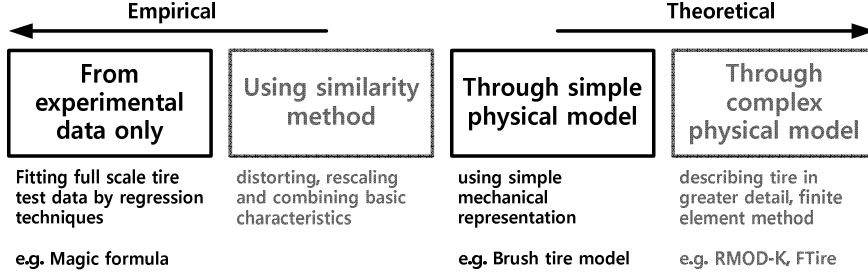 Empirical
Theoretical
From
experimental
data only
Using similarity
method
Through simple
physical model
Through
complex
physical model
Fitting full scale tire
test data by regression
techniques
e.g. Magic formula
distorting, rescaling
and combining basic
characteristics
using simple
mechanical
representation
e.g. Brush tire model
describing tire in
greater detail, finite
element method
e.g. RMOD-K, FTire